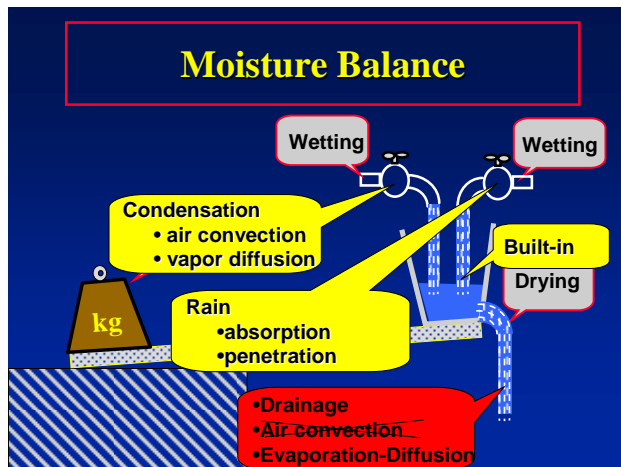 Moisture Balance
Wetting
Wetting
Condensation
• air convection
• vapor diffusion
Built-in
Drying
kg
Rain
•absorption
•penetration
•Drainage
•Air convection
•Evaporation-Diffusion